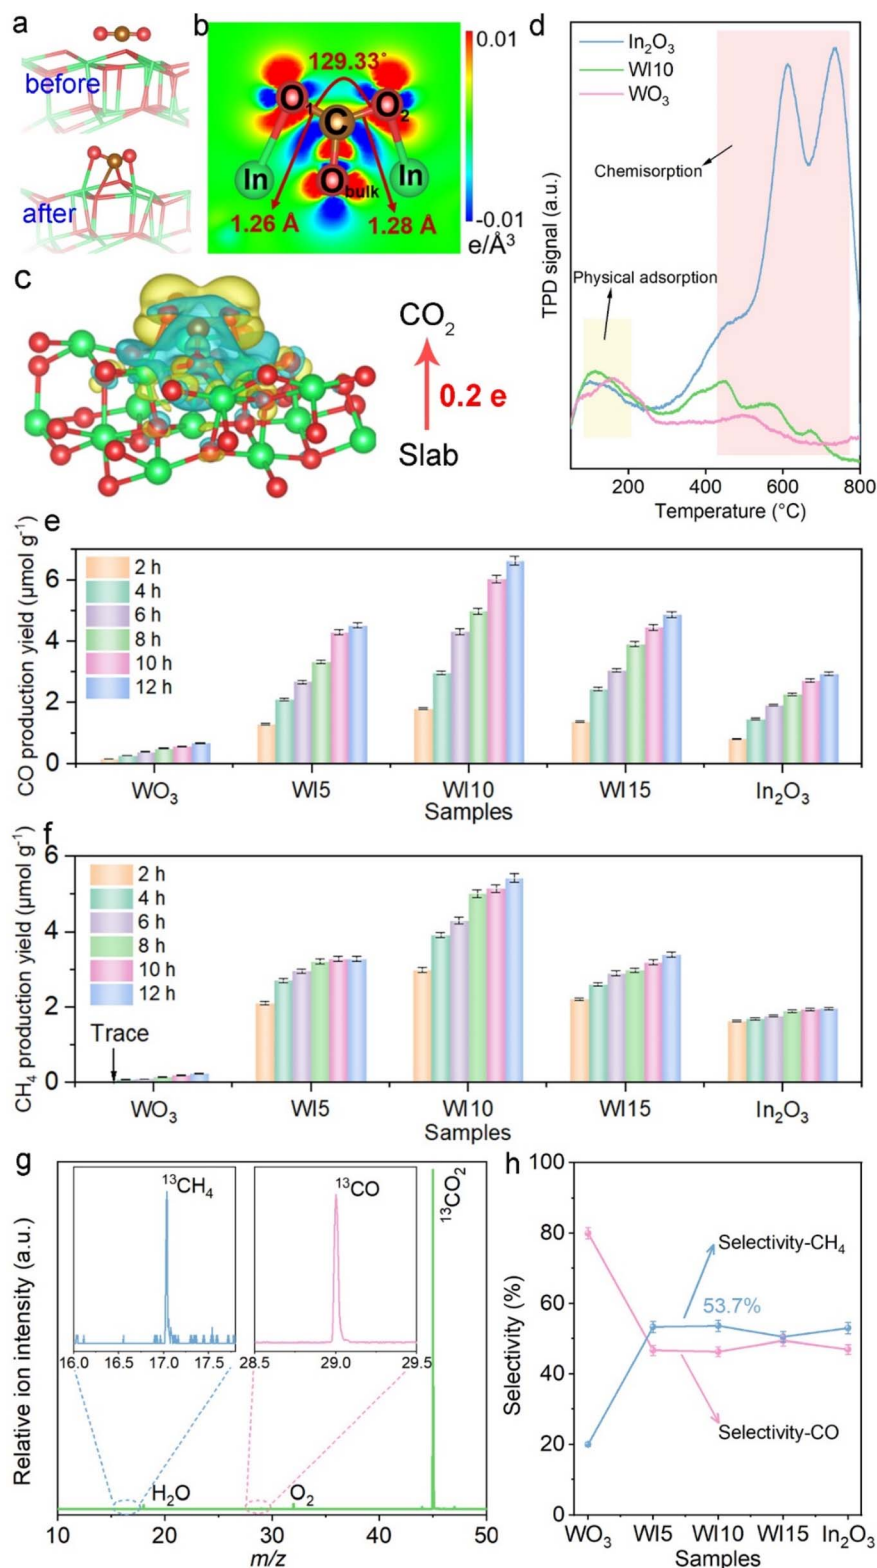 a
before
after
b
129.33°
O1
C
O2
In
Obulk
In
1.26 Å
1.28 Å
0.01
-0.01
e/Å³
c
CO₂
0.2 e
Slab
d
In₂O₃
WI10
WO₃
Chemisorption
Physical adsorption
TPD signal (a.u.)
200 400 600 800
Temperature (°C)
e
CO production yield (μmol g⁻¹)
6
4
2
0
2 h
4 h
6 h
8 h
10 h
12 h
WO₃ WI5 WI10 WI15 In₂O₃
Samples
f
CH₄ production yield (μmol g⁻¹)
6
4
2
0
2 h
4 h
6 h
8 h
10 h
12 h
Trace
WO₃ WI5 WI10 WI15 In₂O₃
Samples
g
Relative ion intensity (a.u.)
¹³CH₄
16.0 16.5 17.0 17.5
¹³CO
28.5 29.0 29.5
¹³CO₂
H₂O
O₂
10 20 30 40 50
m/z
h
Selectivity (%)
100
80
60
40
20
0
Selectivity-CH₄
53.7%
Selectivity-CO
WO₃ WI5 WI10 WI15 In₂O₃
Samples